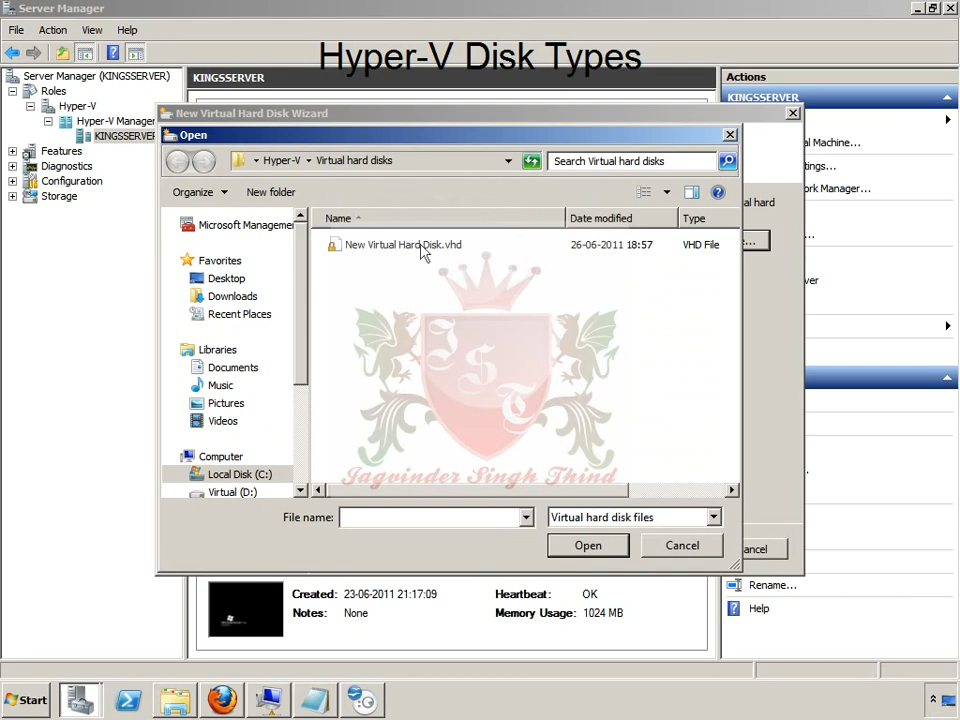 Server Manager
File Action View Help
Hyper-V Disk Types
Server Manager (KINGSSERVER)
Roles
Hyper-V
Hyper-V Manager
KINGSSERVER
Features
Diagnostics
Configuration
Storage
KINGSSERVER
New Virtual Hard Disk Wizard
Open
Hyper-V Virtual hard disks
Search Virtual hard disks
Organize New folder
Microsoft Manageme
Favorites
Desktop
Downloads
Recent Places
Libraries
Documents
Music
Pictures
Videos
Computer
Local Disk (C:)
Virtual (D:)
Name Date modified Type
New Virtual Hard Disk.vhd 26-06-2011 18:57 VHD File
JST
Jagvinder Singh Thind
File name:
Virtual hard disk files
Open Cancel
al hard
...
ancel
Created: 23-06-2011 21:17:09 Heartbeat: OK
Notes: None Memory Usage: 1024 MB
Actions
KINGSSERVER
al Machine...
tings...
ork Manager...
..
ver
Rename...
Help
Start